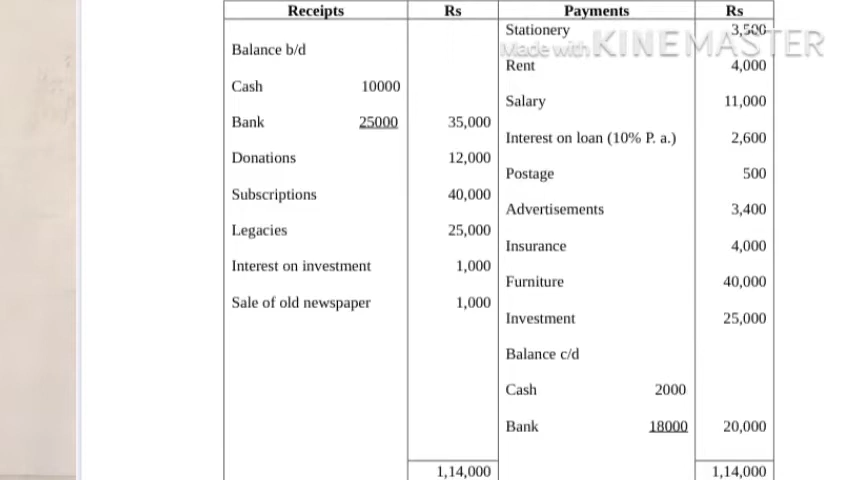 Receipts Rs Payments Rs
Stationery 3,500
Made with KINEMASTER
Balance b/d
Rent 4,000
Cash 10000
Salary 11,000
Bank 25000 35,000
Interest on loan (10% P. a.) 2,600
Donations 12,000
Postage 500
Subscriptions 40,000
Advertisements 3,400
Legacies 25,000
Insurance 4,000
Interest on investment 1,000
Furniture 40,000
Sale of old newspaper 1,000
Investment 25,000
Balance c/d
Cash 2000
Bank 18000 20,000
1,14,000 1,14,000